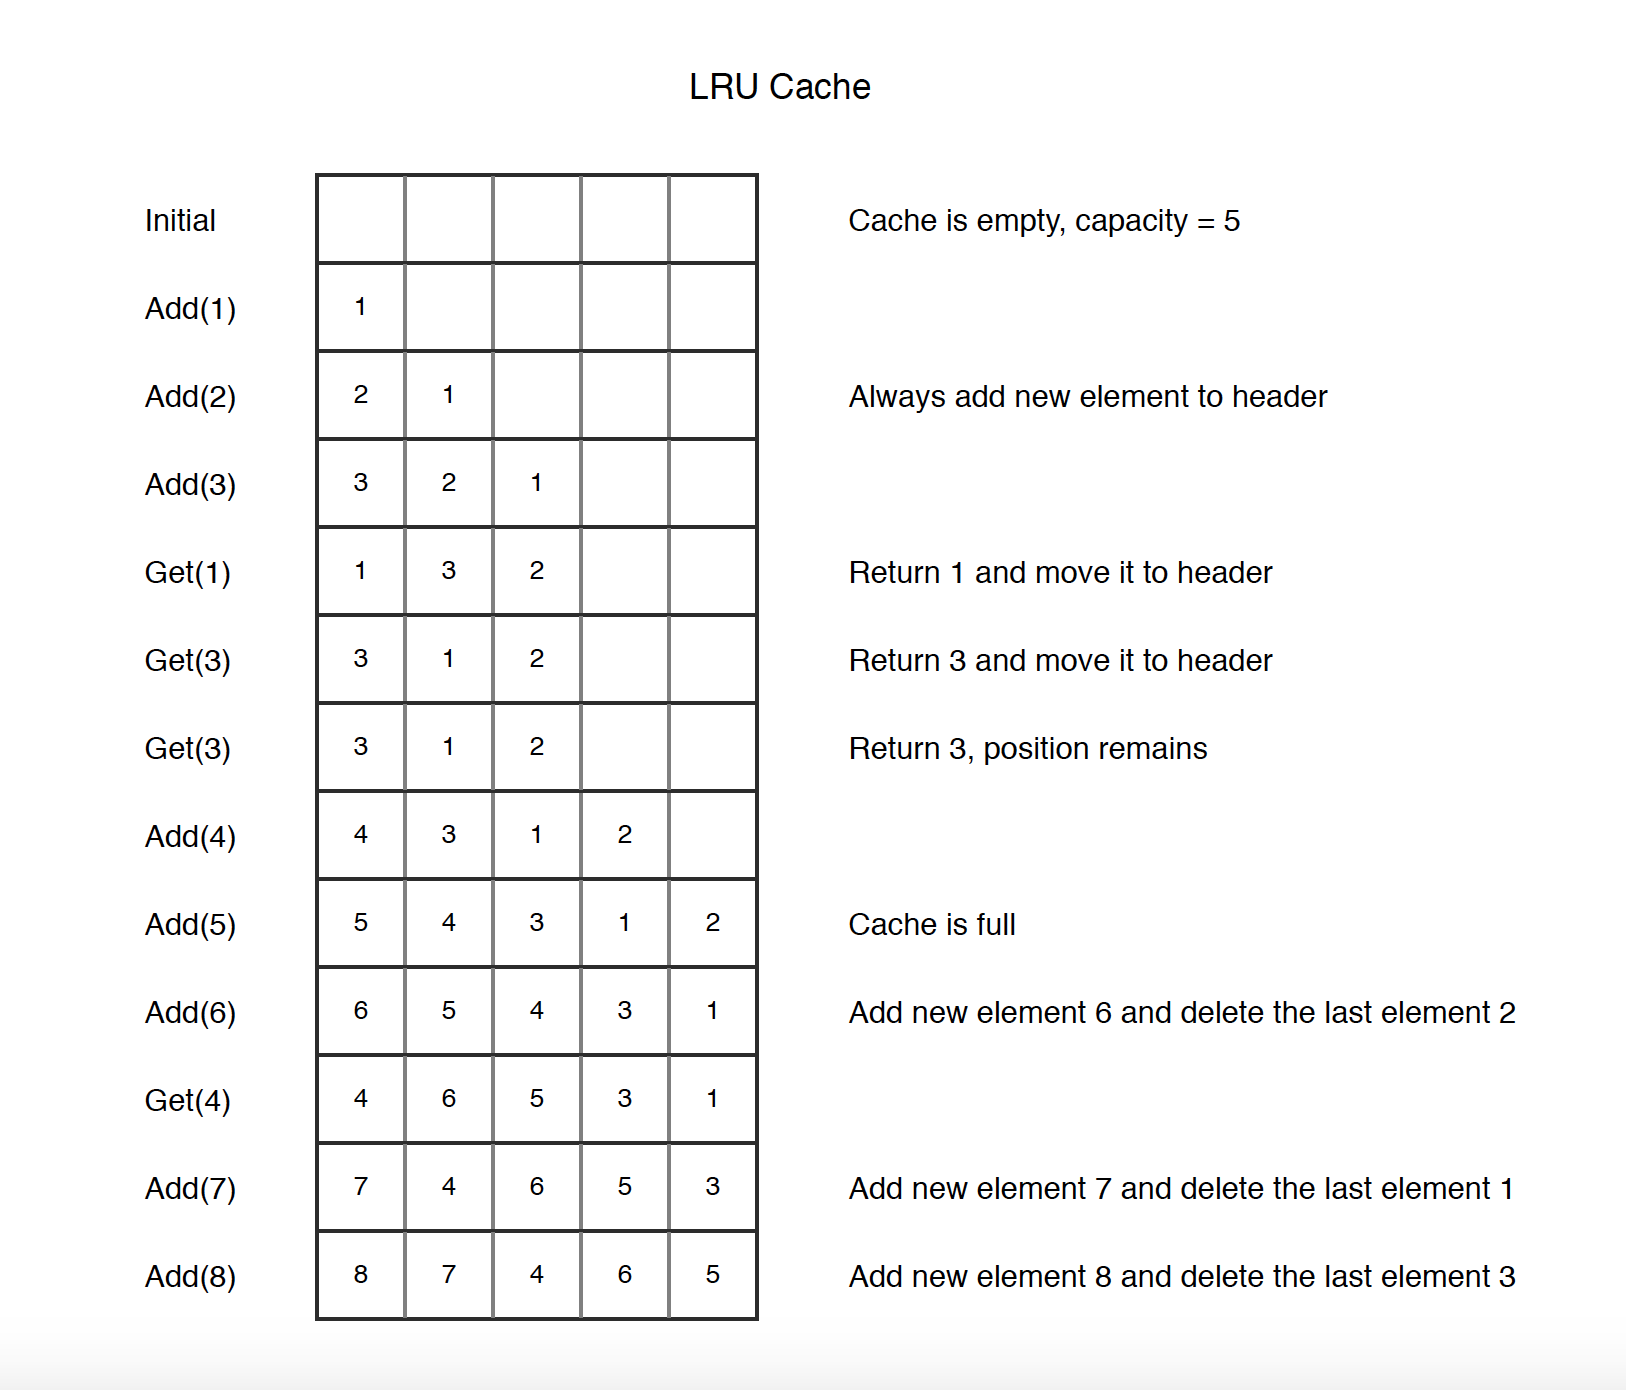 LRU Cache
Initial Cache is empty, capacity = 5
Add(1) 1
Add(2) 2 1 Always add new element to header
Add(3) 3 2 1
Get(1) 1 3 2 Return 1 and move it to header
Get(3) 3 1 2 Return 3 and move it to header
Get(3) 3 1 2 Return 3, position remains
Add(4) 4 3 1 2
Add(5) 5 4 3 1 2 Cache is full
Add(6) 6 5 4 3 1 Add new element 6 and delete the last element 2
Get(4) 4 6 5 3 1
Add(7) 7 4 6 5 3 Add new element 7 and delete the last element 1
Add(8) 8 7 4 6 5 Add new element 8 and delete the last element 3